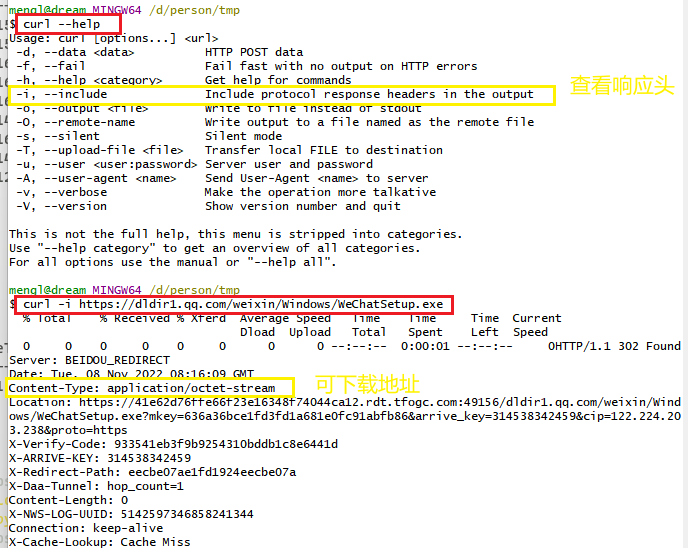 mengl@dream MINGW64 /d/person/tmp
$ curl --help
Usage: curl [options...] <url>
-d, --data <data> HTTP POST data
-f, --fail Fail fast with no output on HTTP errors
-h, --help <category> Get help for commands
-i, --include Include protocol response headers in the output
查看响应头
-o, --output <file> Write to file instead of stdout
-O, --remote-name Write output to a file named as the remote file
-s, --silent Silent mode
-T, --upload-file <file> Transfer local FILE to destination
-u, --user <user:password> Server user and password
-A, --user-agent <name> Send User-Agent <name> to server
-v, --verbose Make the operation more talkative
-V, --version Show version number and quit
This is not the full help, this menu is stripped into categories.
Use "--help category" to get an overview of all categories.
For all options use the manual or "--help all".
mengl@dream MINGW64 /d/person/tmp
$ curl -i https://dldir1.qq.com/weixin/Windows/WeChatSetup.exe
% Total % Received % Xferd Average Speed Time Time Time Current
Dload Upload Total Spent Left Speed
0 0 0 0 0 0 0 0 --:--:-- 0:00:01 --:--:-- 0HTTP/1.1 302 Found
Server: BEIDOU_REDIRECT
Date: Tue, 08 Nov 2022 08:16:09 GMT
Content-Type: application/octet-stream
可下载地址
Location: https://41e62d76ffe66f23e16348f74044ca12.rdt.tfogc.com:49156/dldir1.qq.com/weixin/Win
dows/WeChatSetup.exe?mkey=636a36bce1fd3fd1a681e0fc91abfb86&arrive_key=314538342459&cip=122.224.20
3.238&proto=https
X-Verify-Code: 933541eb3f9b9254310bddb1c8e6441d
X-ARRIVE-KEY: 314538342459
X-Redirect-Path: eecbe07ae1fd1924eecbe07a
X-Daa-Tunnel: hop_count=1
Content-Length: 0
X-NWS-LOG-UUID: 5142597346858241344
Connection: keep-alive
X-Cache-Lookup: Cache Miss